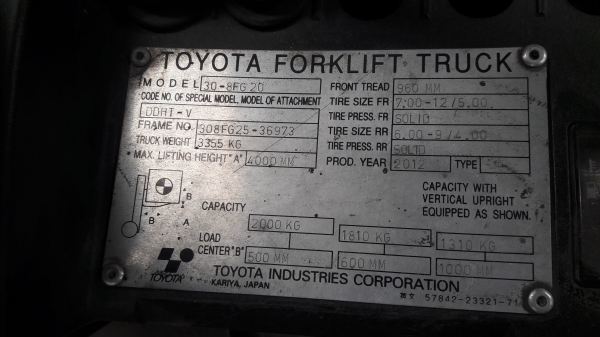 TOYOTA FORKLIFT TRUCK
MODEL 30-8FG20
CODE NO. OF SPECIAL MODEL, MODEL OF ATTACHMENT
DDHT-V
FRAME NO. 308FG25-36973
TRUCK WEIGHT 3355 KG
MAX. LIFTING HEIGHT "A" 4000 MM
FRONT TREAD 960 MM
TIRE SIZE FR 7.00-12/5.00
TIRE PRESS. FR SOLID
TIRE SIZE RR 6.00-9/4.00
TIRE PRESS. RR SOLID
PROD. YEAR 2012 TYPE
CAPACITY WITH
VERTICAL UPRIGHT
EQUIPPED AS SHOWN.
B
B
A
CAPACITY 2000 KG 1810 KG 1310 KG
LOAD
CENTER "B" 500 MM 600 MM 1000 MM
TOYOTA
TOYOTA INDUSTRIES CORPORATION
KARIYA, JAPAN
英文 57842-23321-71